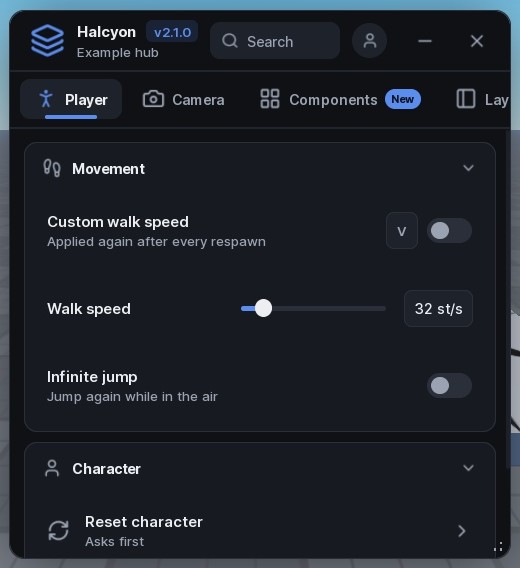 Halcyon v2.1.0
Example hub
Search
Player
Camera
Components New
Lay
Movement
Custom walk speed
Applied again after every respawn
V
Walk speed
32 st/s
Infinite jump
Jump again while in the air
Character
Reset character
Asks first